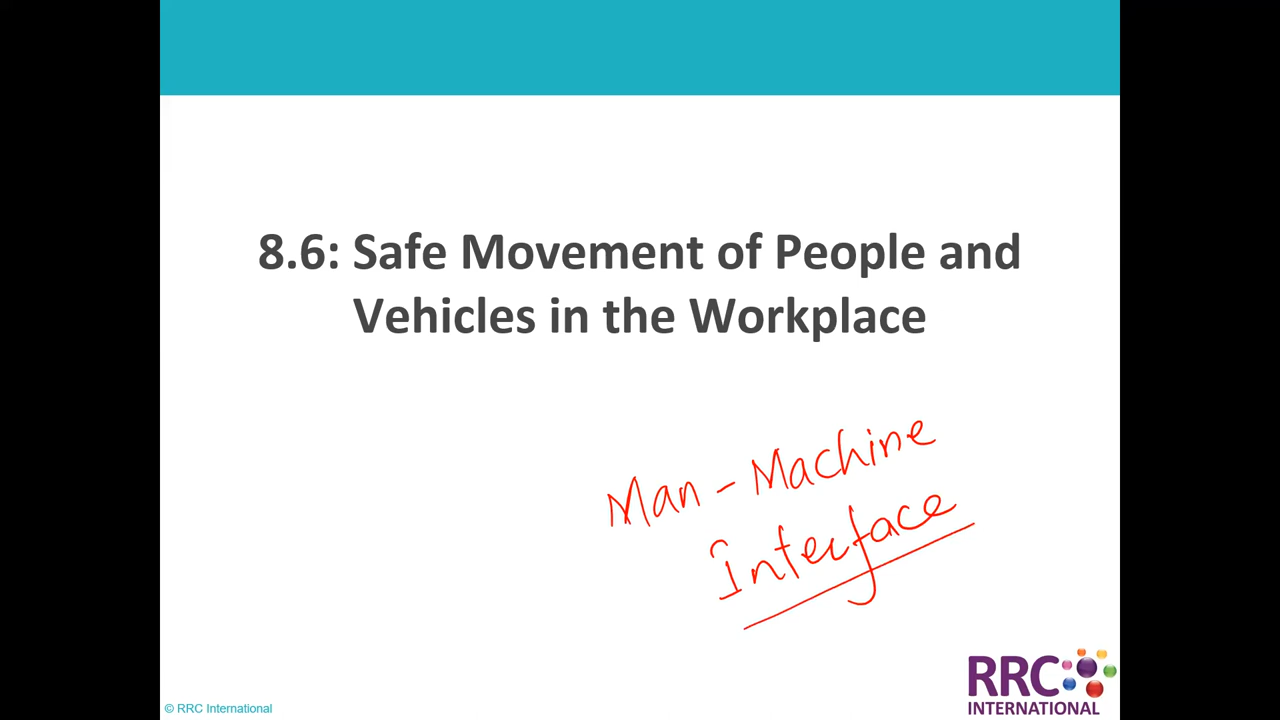 8.6: Safe Movement of People and
Vehicles in the Workplace
Man - Machine
Interface
© RRC International
RRC
INTERNATIONAL